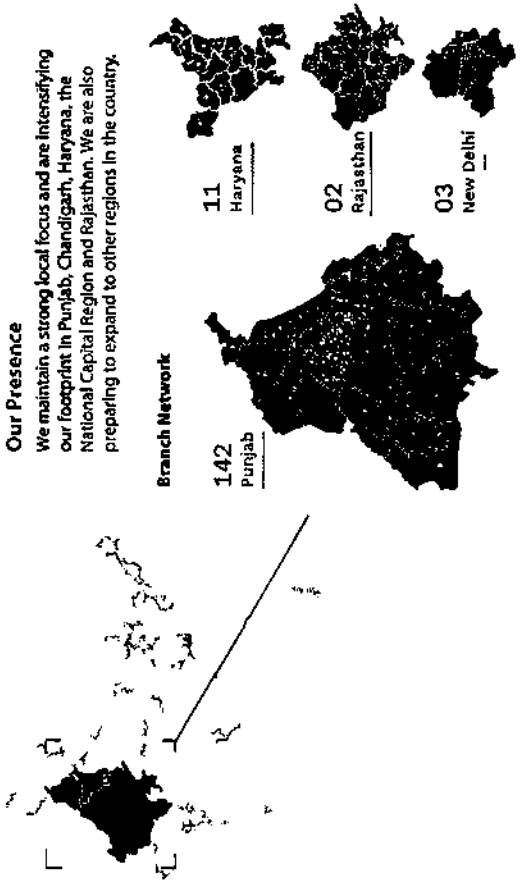 Our Presence
We maintain a strong local focus and are intensifying
our footprint in Punjab, Chandigarh, Haryana, the
National Capital Region and Rajasthan. We are also
preparing to expand to other regions in the country.
Branch Network
142
Punjab
11
Haryana
02
Rajasthan
03
New Delhi